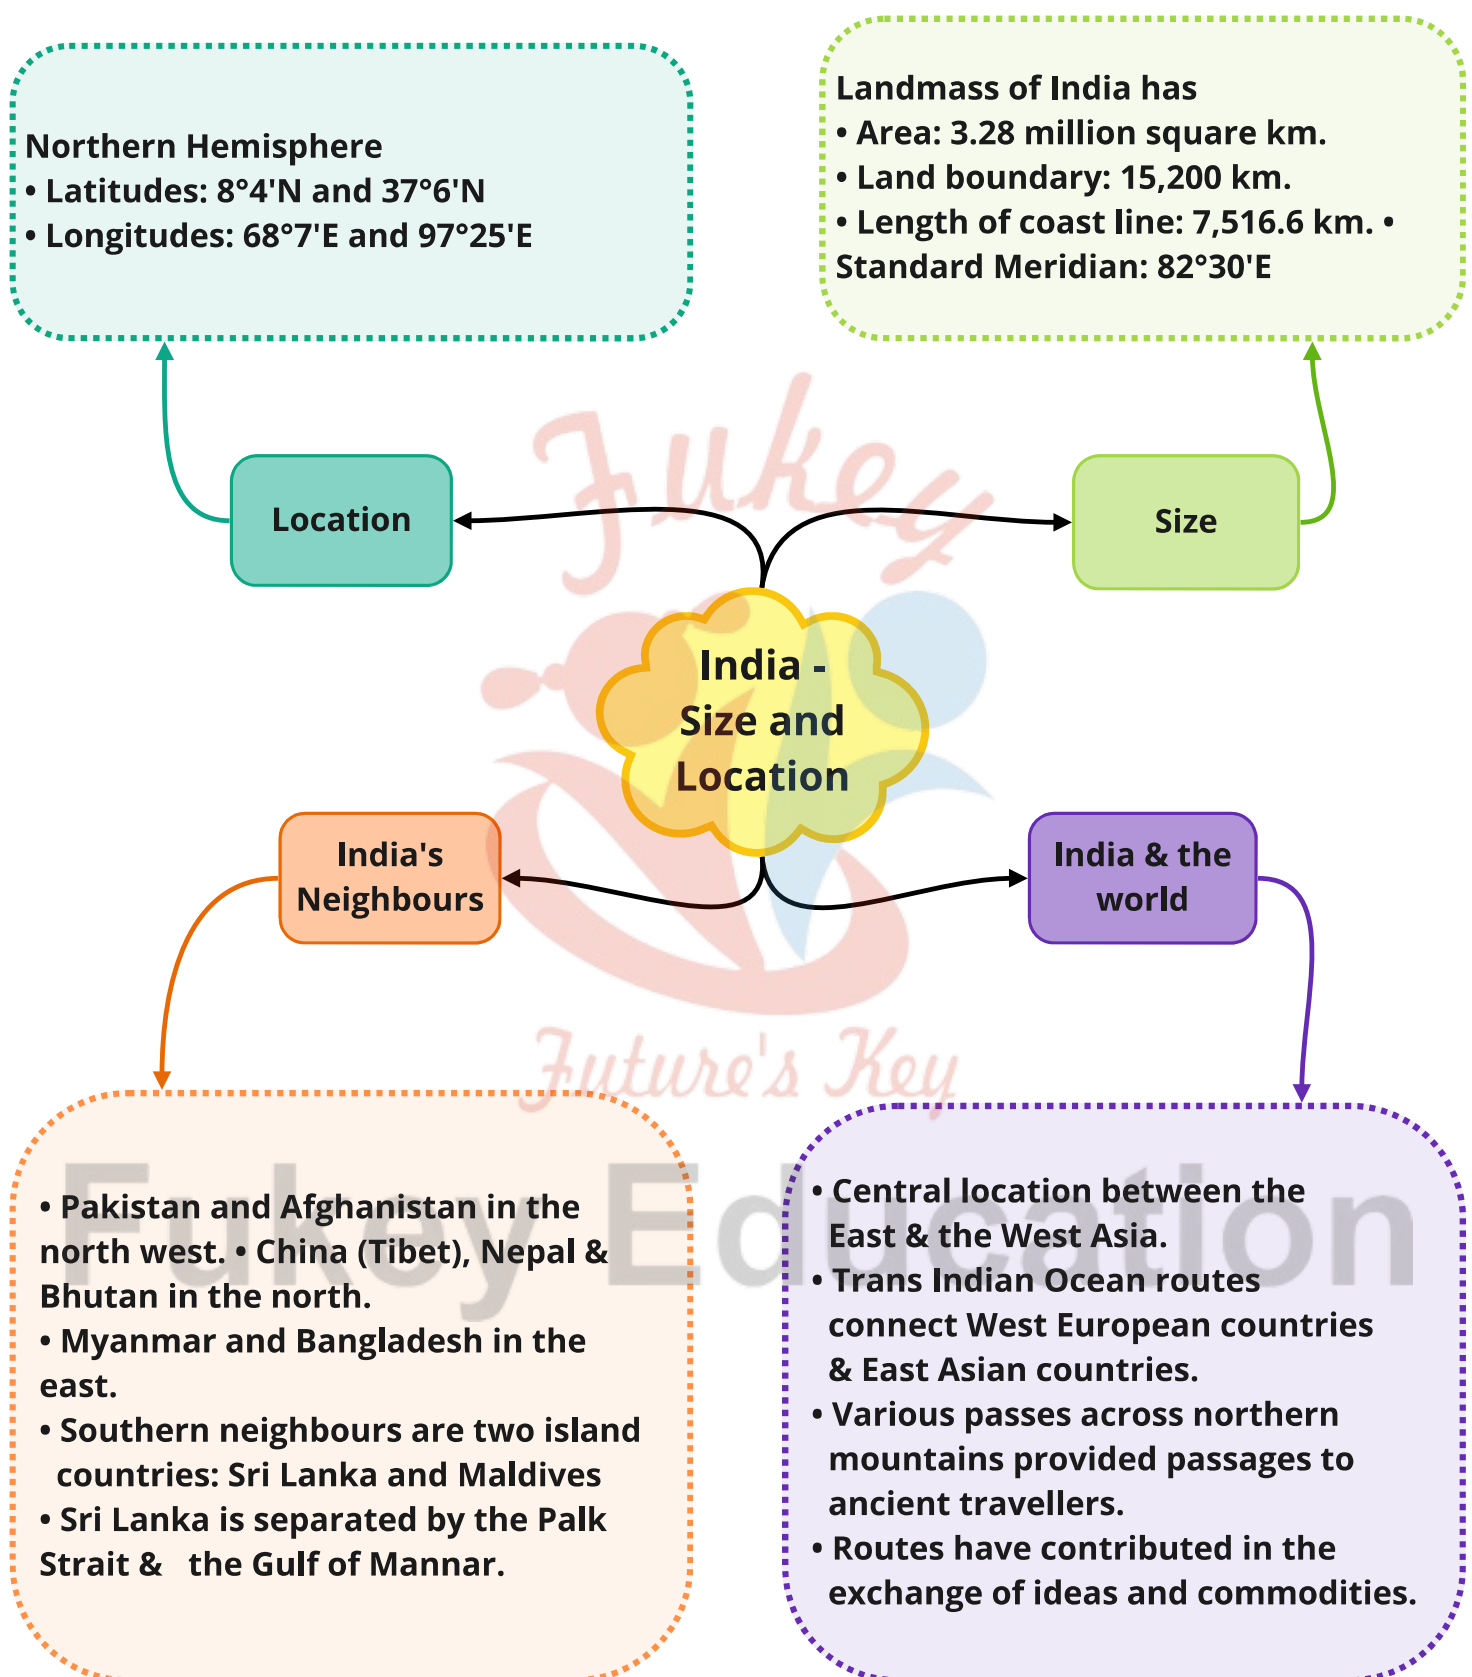 Northern Hemisphere
• Latitudes: 8°4'N and 37°6'N
• Longitudes: 68°7'E and 97°25'E
Landmass of India has
• Area: 3.28 million square km.
• Land boundary: 15,200 km.
• Length of coast line: 7,516.6 km. •
Standard Meridian: 82°30'E
Fukey
Location
Size
India -
Size and
Location
India's
Neighbours
India & the
world
Future's Key
Fukey Education
• Pakistan and Afghanistan in the
north west. • China (Tibet), Nepal &
Bhutan in the north.
• Myanmar and Bangladesh in the
east.
• Southern neighbours are two island
countries: Sri Lanka and Maldives
• Sri Lanka is separated by the Palk
Strait & the Gulf of Mannar.
• Central location between the
East & the West Asia.
• Trans Indian Ocean routes
connect West European countries
& East Asian countries.
• Various passes across northern
mountains provided passages to
ancient travellers.
• Routes have contributed in the
exchange of ideas and commodities.